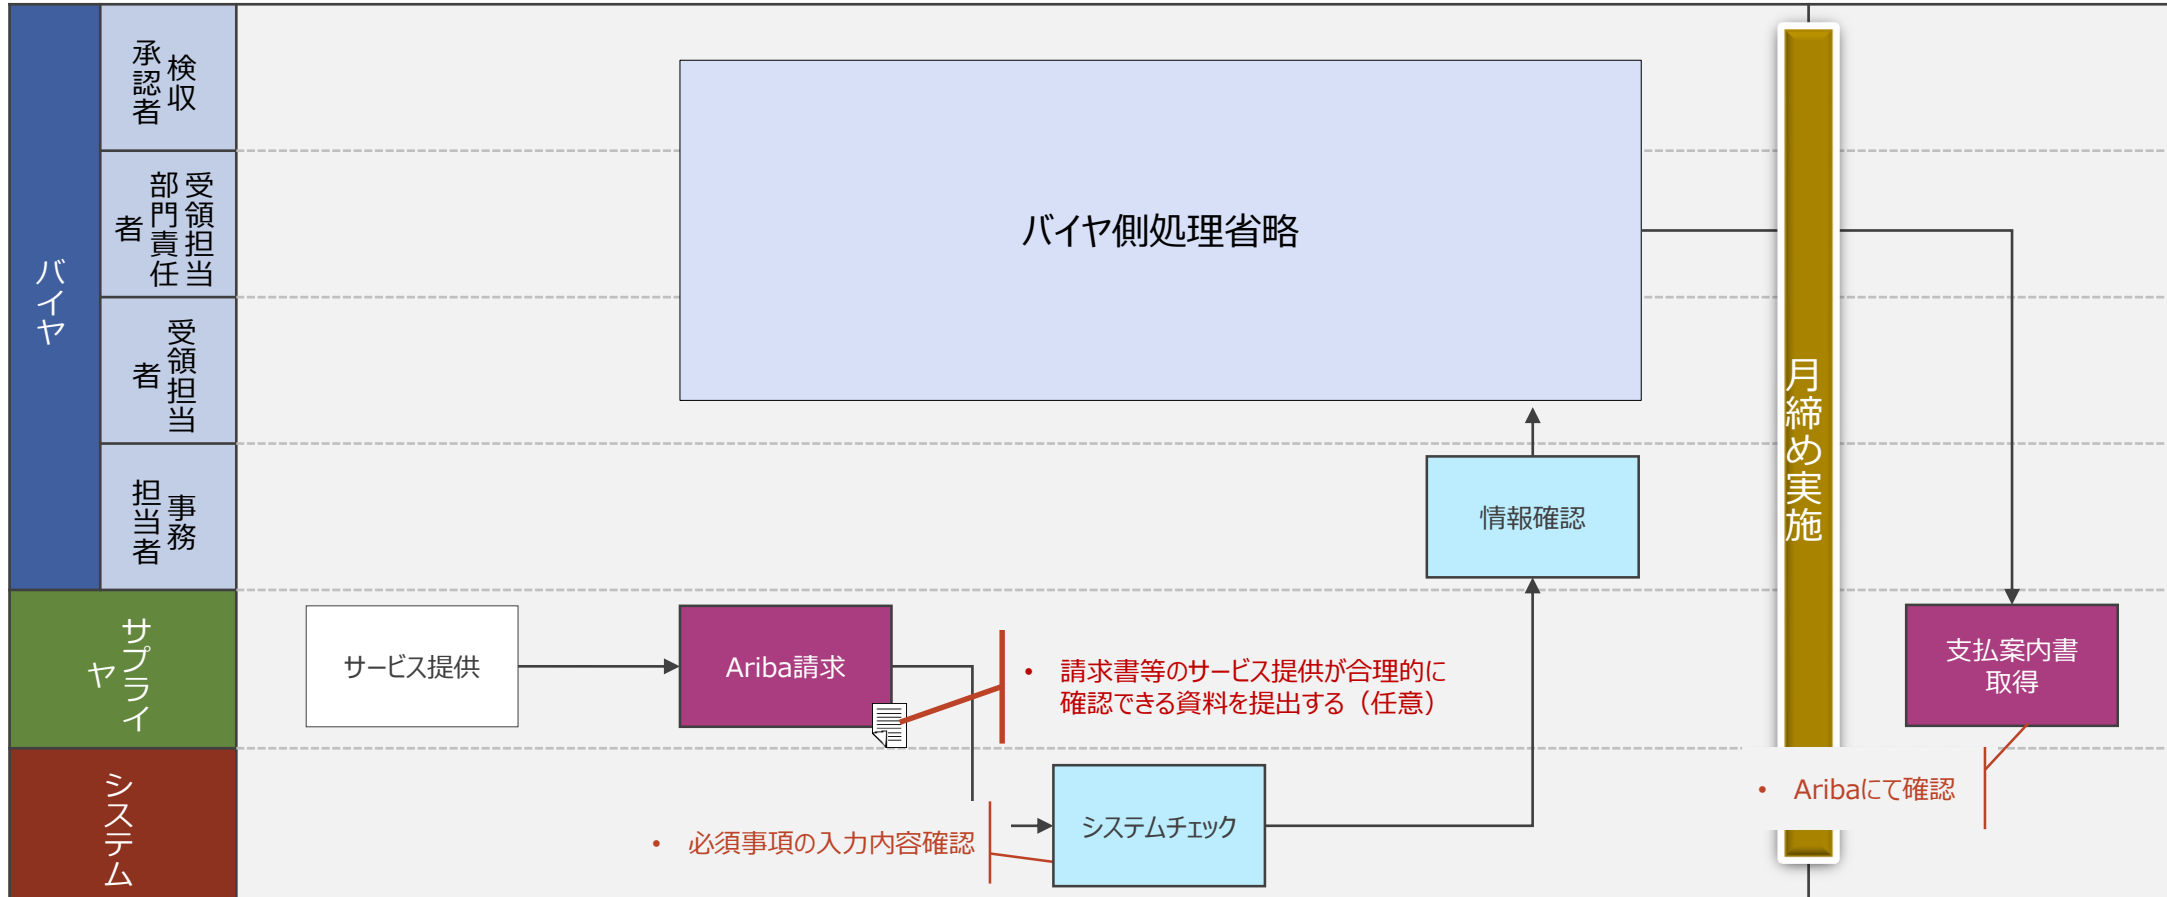 バイヤ
検収
承認者
受領担当
部門責任
者
受領担当
者
事務
担当者
サプライ
ヤ
システム
バイヤ側処理省略
月締め実施
情報確認
サービス提供
Ariba請求
• 請求書等のサービス提供が合理的に
確認できる資料を提出する（任意）
支払案内書
取得
• Aribaにて確認
システムチェック
• 必須事項の入力内容確認